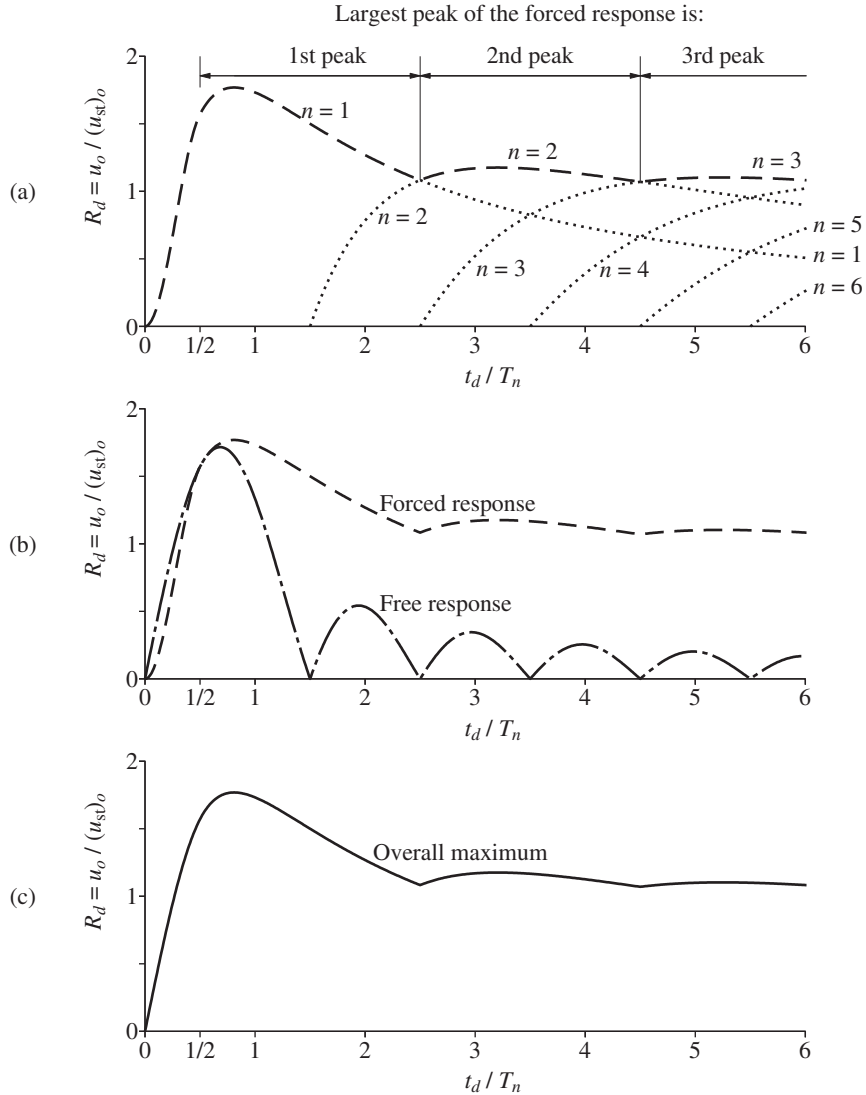 Largest peak of the forced response is:
1st peak
2nd peak
3rd peak
(a)
R_d = u_o / (u_st)_o
2
1
0
n = 1
n = 2
n = 3
n = 2
n = 3
n = 4
n = 5
n = 1
n = 6
0 1/2 1 2 3 4 5 6
t_d / T_n
(b)
R_d = u_o / (u_st)_o
2
1
0
Forced response
Free response
0 1/2 1 2 3 4 5 6
t_d / T_n
(c)
R_d = u_o / (u_st)_o
2
1
0
Overall maximum
0 1/2 1 2 3 4 5 6
t_d / T_n